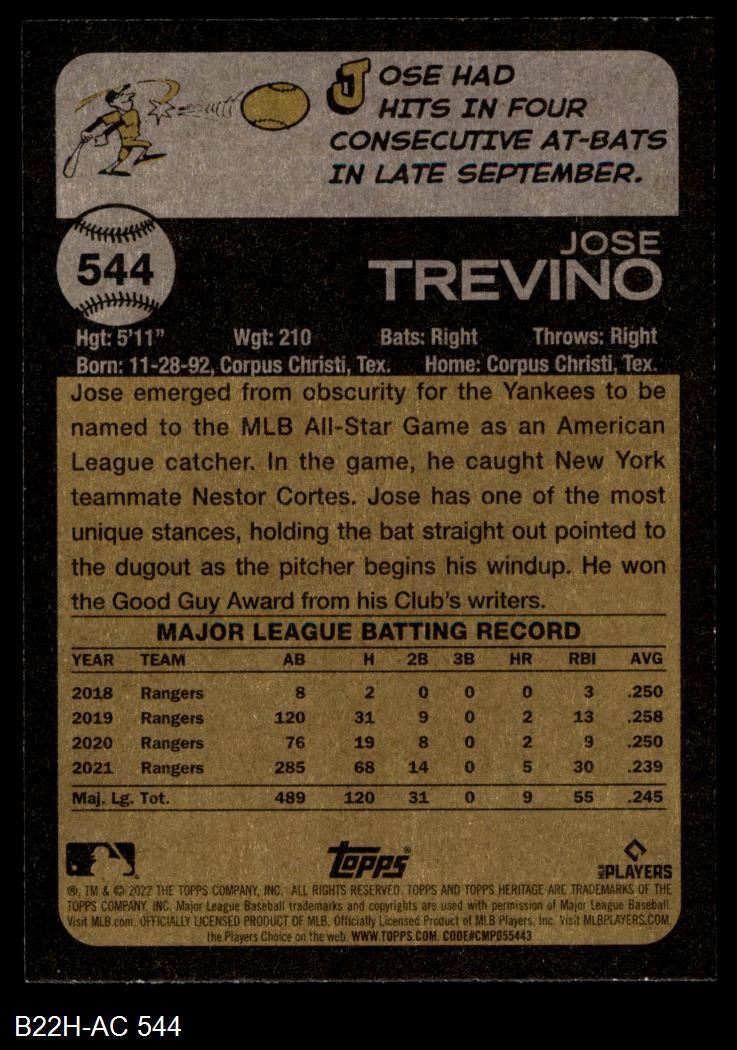 JOSE HAD
HITS IN FOUR
CONSECUTIVE AT-BATS
IN LATE SEPTEMBER.
544
JOSE
TREVINO
Hgt: 5'11" Wgt: 210 Bats: Right Throws: Right
Born: 11-28-92, Corpus Christi, Tex. Home: Corpus Christi, Tex.
Jose emerged from obscurity for the Yankees to be
named to the MLB All-Star Game as an American
League catcher. In the game, he caught New York
teammate Nestor Cortes. Jose has one of the most
unique stances, holding the bat straight out pointed to
the dugout as the pitcher begins his windup. He won
the Good Guy Award from his Club's writers.
MAJOR LEAGUE BATTING RECORD
YEAR TEAM AB H 2B 3B HR RBI AVG
2018 Rangers 8 2 0 0 0 3 .250
2019 Rangers 120 31 9 0 2 13 .258
2020 Rangers 76 19 8 0 2 9 .250
2021 Rangers 285 68 14 0 5 30 .239
Maj. Lg. Tot. 489 120 31 0 9 55 .245
Topps®
MLB PLAYERS
®, TM & © 2022 THE TOPPS COMPANY, INC. ALL RIGHTS RESERVED. TOPPS AND TOPPS HERITAGE ARE TRADEMARKS OF THE
TOPPS COMPANY, INC. Major League Baseball trademarks and copyrights are used with permission of Major League Baseball.
Visit MLB.com. OFFICIALLY LICENSED PRODUCT OF MLB. Officially Licensed Product of MLB Players, Inc. Visit MLBPLAYERS.COM,
the Players Choice on the web. WWW.TOPPS.COM. CODE#CMP055443
B22H-AC 544